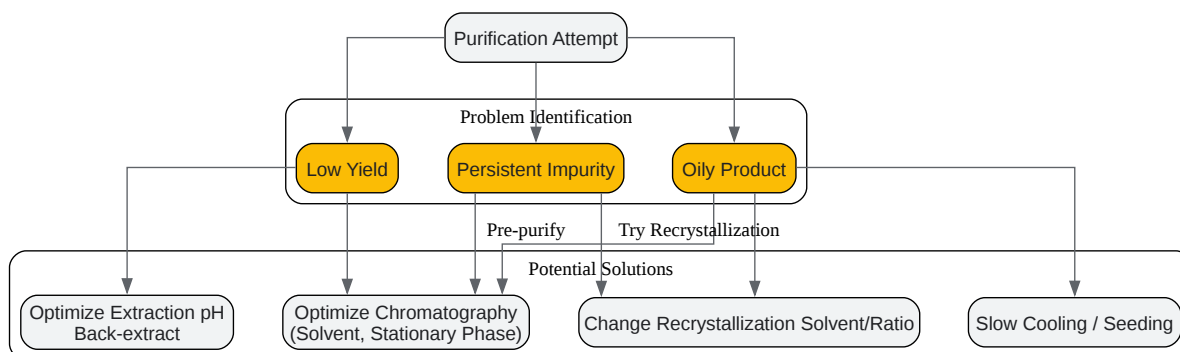 Purification Attempt
Problem Identification
Low Yield
Persistent Impurity
Oily Product
Pre-purify
Try Recrystallization
Potential Solutions
Optimize Extraction pH
Back-extract
Optimize Chromatography
(Solvent, Stationary Phase)
Change Recrystallization Solvent/Ratio
Slow Cooling / Seeding